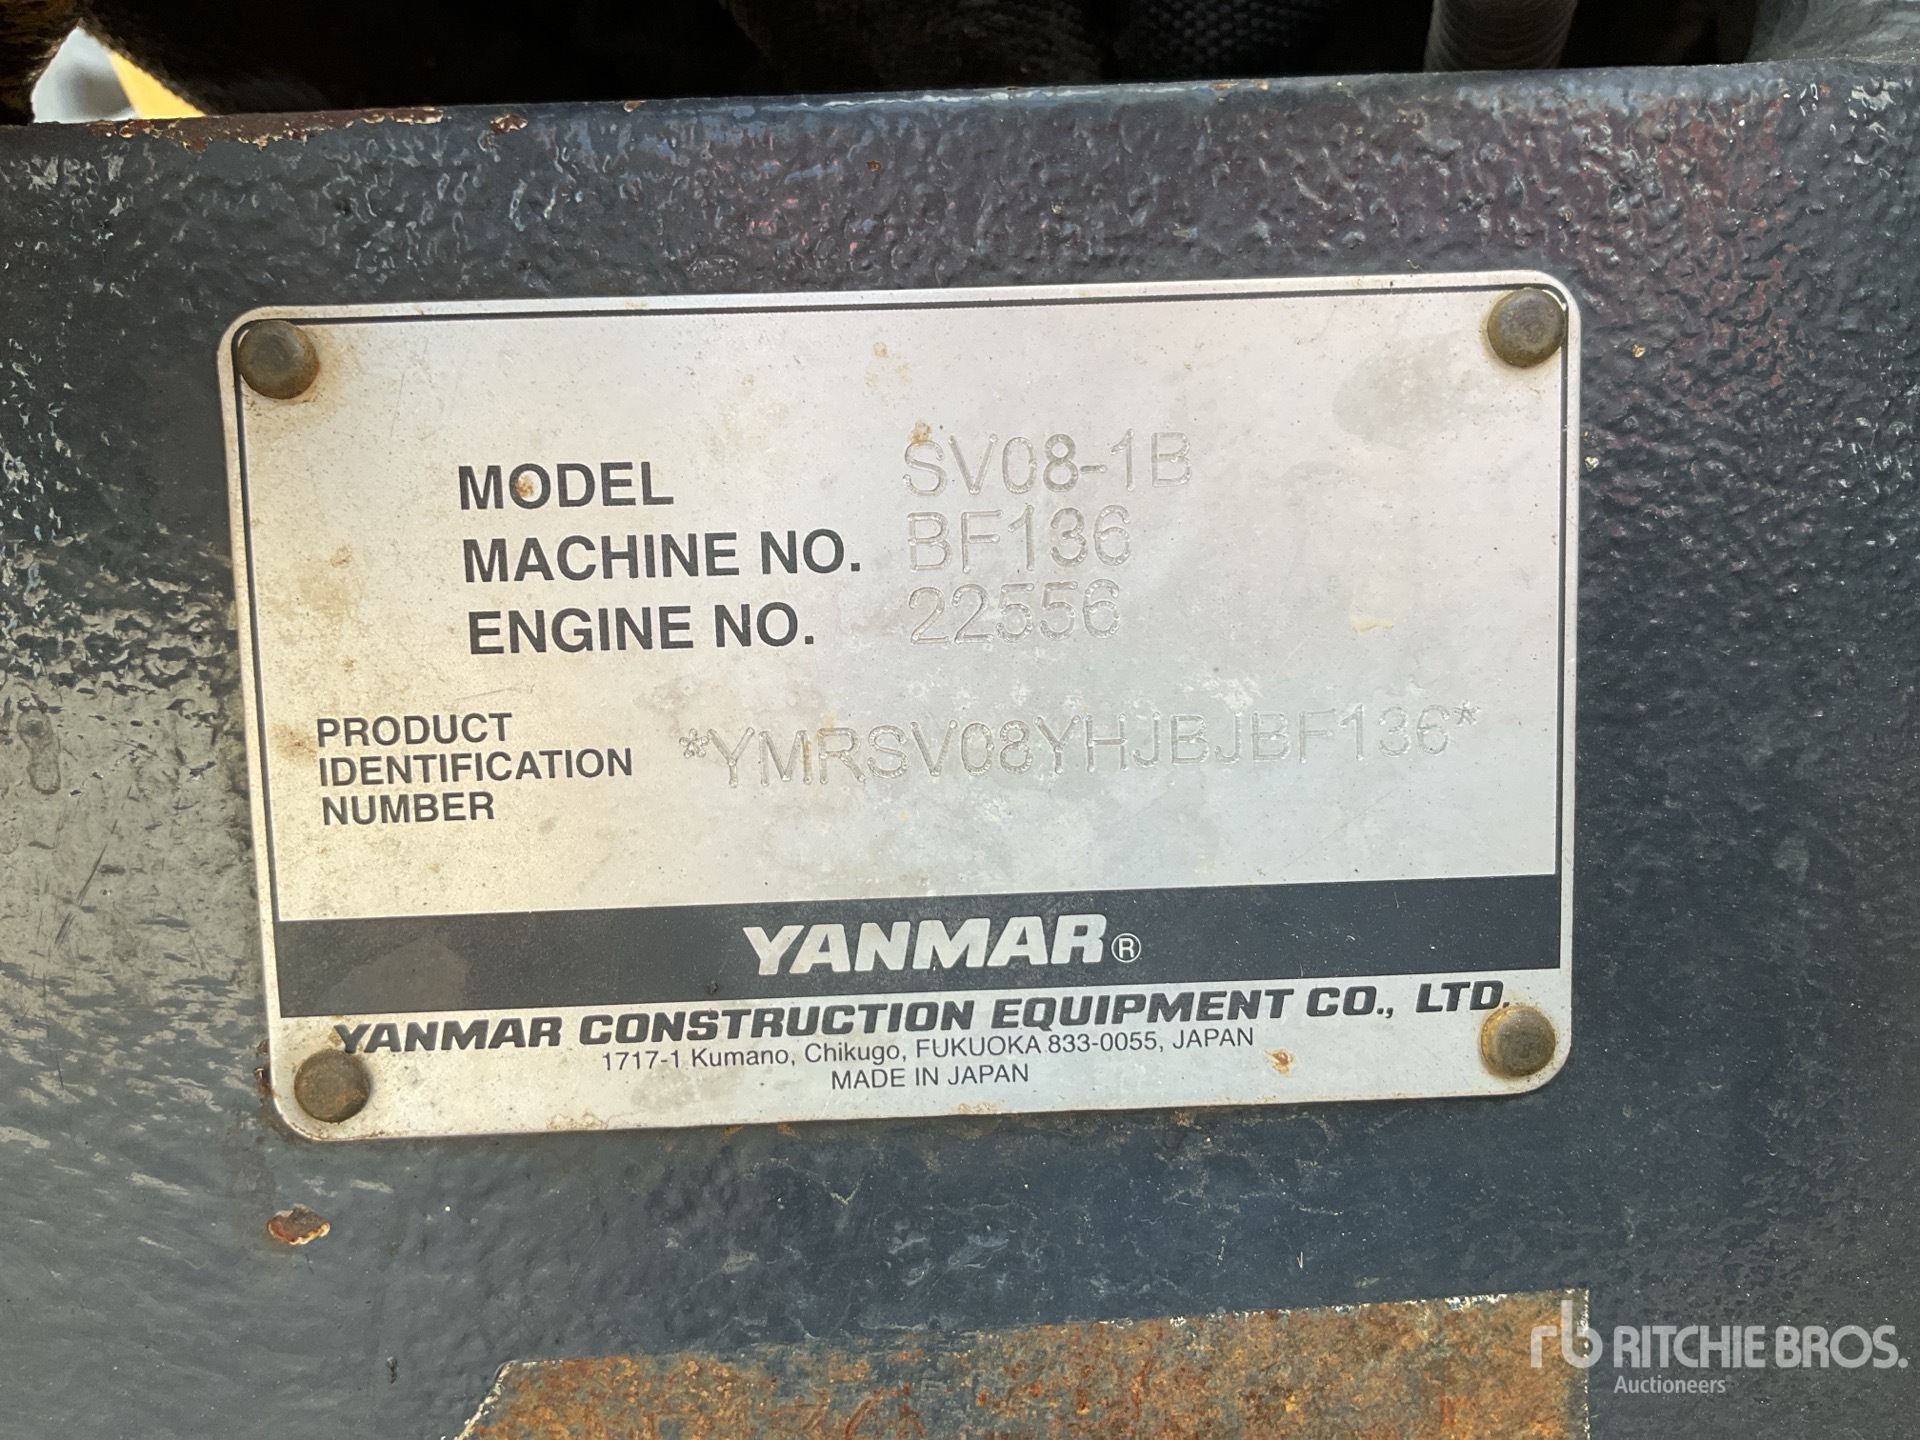 MODEL SV08-1B
MACHINE NO. BF136
ENGINE NO. 22556
PRODUCT
IDENTIFICATION
NUMBER
*YMRSV08YHJBJBF136*
YANMAR®
YANMAR CONSTRUCTION EQUIPMENT CO., LTD.
1717-1 Kumano, Chikugo, FUKUOKA 833-0055, JAPAN
MADE IN JAPAN
rb RITCHIE BROS.
Auctioneers